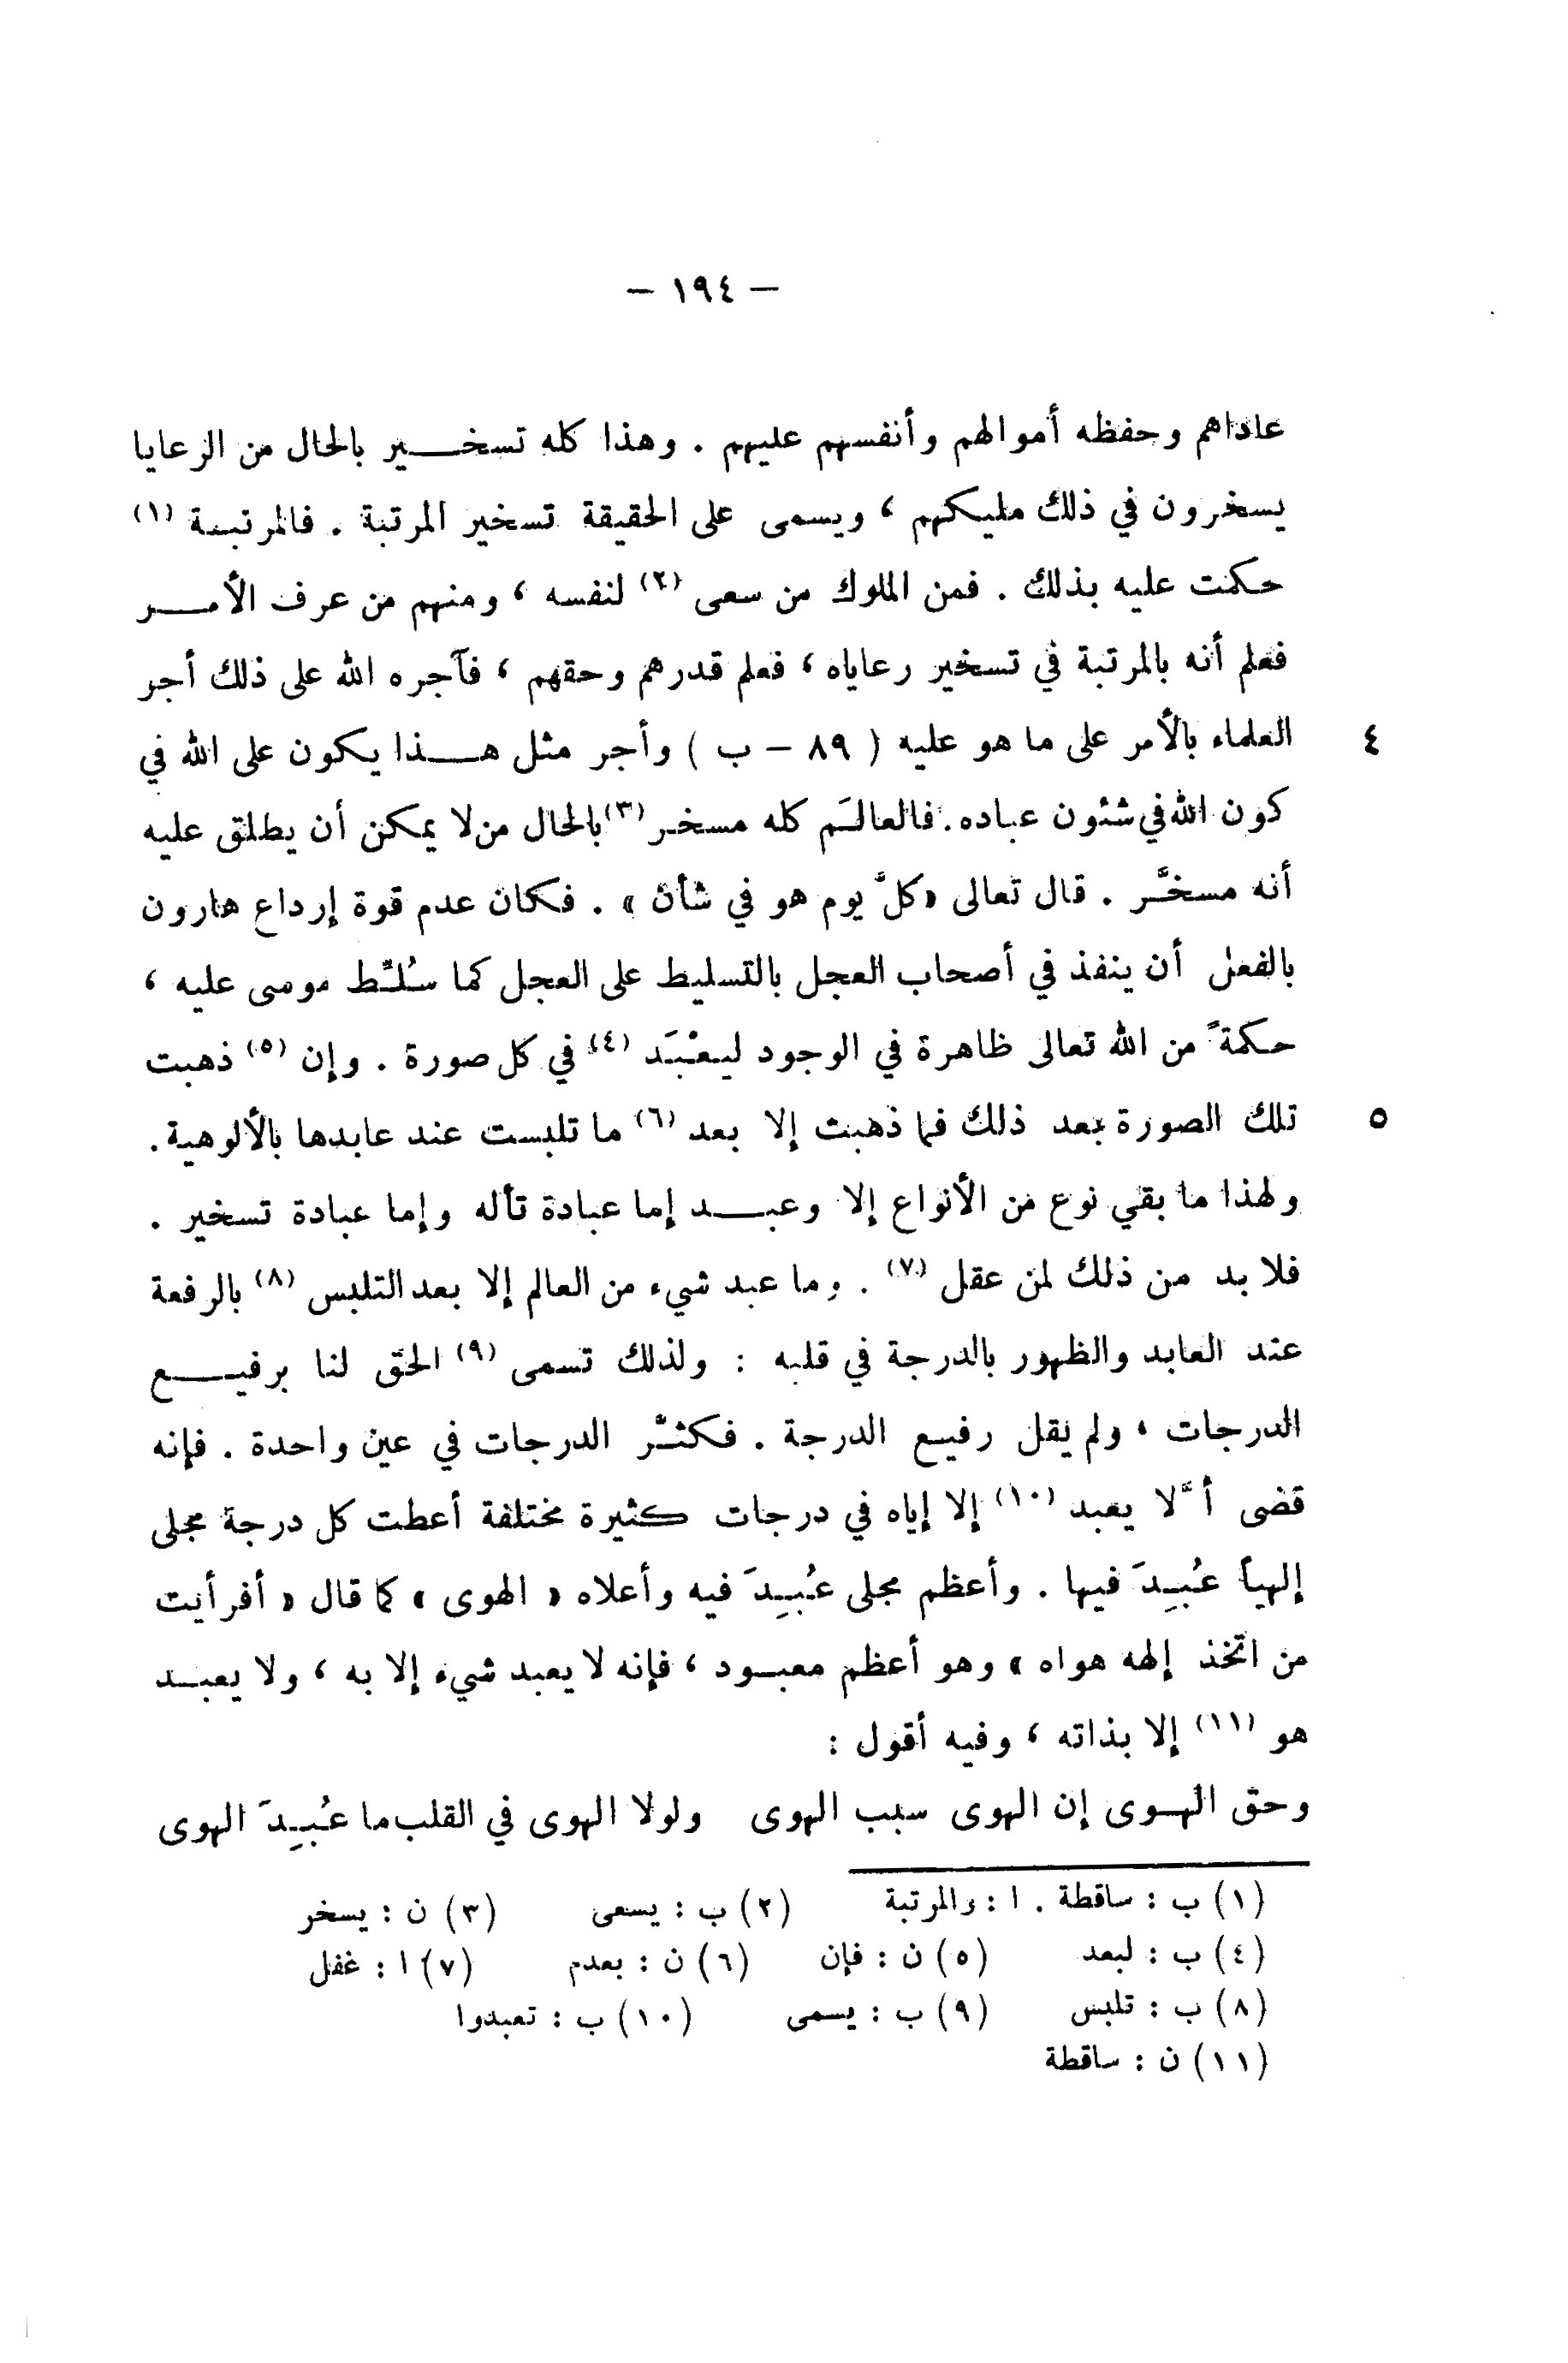 — ١٩٤ —
عاداهم وحفظه أموالهم وأنفسهم عليهم . وهذا كله تسخير بالحال من الرعايا
يسخرون في ذلك مليكهم ، ويسمى على الحقيقة تسخير المرتبة . فالمرتبة (١)
حكمت عليه بذلك . فمن الملوك من سعى (٢) لنفسه ، ومنهم من عرف الأمر
فعلم أنه بالمرتبة في تسخير رعاياه ، فعلم قدرهم وحقهم ، فآجره الله على ذلك أجر
٤ العلماء بالأمر على ما هو عليه ( ٨٩ – ب ) وأجر مثل هذا يكون على الله في
كون الله في شئون عباده . فالعالَم كله مسخر (٣) بالحال من لا يمكن أن يطلق عليه
أنه مسخَّر . قال تعالى «كلَّ يوم هو في شأن» . فكان عدم قوة إرداع هارون
بالفعل أن ينفذ في أصحاب العجل بالتسليط على العجل كما سُلِّط موسى عليه ،
حكمةً من الله تعالى ظاهرة في الوجود ليعْبَد (٤) في كل صورة . وإن (٥) ذهبت
٥ تلك الصورة بعد ذلك فما ذهبت إلا بعد (٦) ما تلبست عند عابدها بالألوهية .
ولهذا ما بقي نوع من الأنواع إلا وعبد إما عبادة تأله وإما عبادة تسخير .
فلا بد من ذلك لمن عقل (٧) . وما عبد شيء من العالم إلا بعد التلبس (٨) بالرفعة
عند العابد والظهور بالدرجة في قلبه : ولذلك تسمى (٩) الحق لنا برفيع
الدرجات ، ولم يقل رفيع الدرجة . فكثَّر الدرجات في عين واحدة . فإنه
قضى ألَّا يعبد (١٠) إلا إياه في درجات كثيرة مختلفة أعطت كل درجة مجلى
إلهياً عُبِدَ فيها . وأعظم مجلى عُبِدَ فيه وأعلاه «الهوى» كما قال «أفرأيت
من اتخذ إلهه هواه» وهو أعظم معبود ، فإنه لا يعبد شيء إلا به ، ولا يعبد
هو (١١) إلا بذاته ، وفيه أقول :
وحق الهوى إن الهوى سبب الهوى ولولا الهوى في القلب ما عُبِدَ الهوى
(١) ب : ساقطة . ا : والمرتبة (٢) ب : يسعى (٣) ن : يسخر
(٤) ب : لبعد (٥) ن : فإن (٦) ن : بعدم (٧) ا : غفل
(٨) ب : تلبس (٩) ب : يسمى (١٠) ب : تعبدوا
(١١) ن : ساقطة